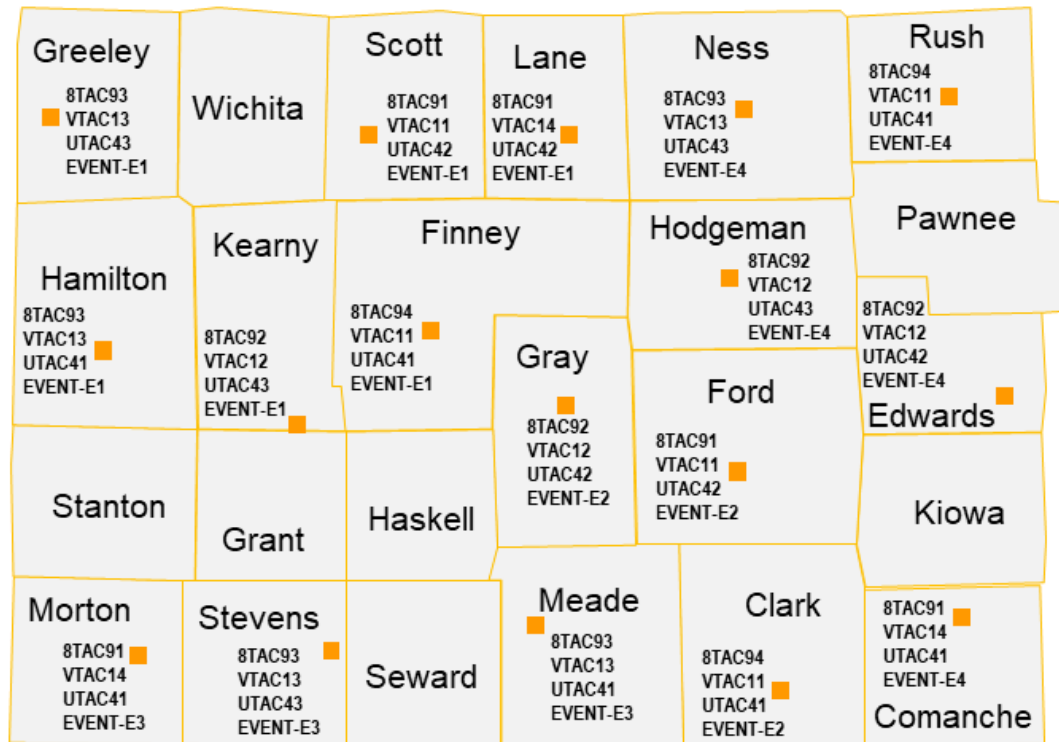 Greeley
8TAC93
VTAC13
UTAC43
EVENT-E1
Wichita
Scott
8TAC91
VTAC11
UTAC42
EVENT-E1
Lane
8TAC91
VTAC14
UTAC42
EVENT-E1
Ness
8TAC93
VTAC13
UTAC43
EVENT-E4
Rush
8TAC94
VTAC11
UTAC41
EVENT-E4
Hamilton
8TAC93
VTAC13
UTAC41
EVENT-E1
Kearny
8TAC92
VTAC12
UTAC43
EVENT-E1
Finney
8TAC94
VTAC11
UTAC41
EVENT-E1
Hodgeman
8TAC92
VTAC12
UTAC43
EVENT-E4
Pawnee
Gray
8TAC92
VTAC12
UTAC42
EVENT-E2
Ford
8TAC91
VTAC11
UTAC42
EVENT-E2
8TAC92
VTAC12
UTAC42
EVENT-E4
Edwards
Stanton
Grant
Haskell
Kiowa
Morton
8TAC91
VTAC14
UTAC41
EVENT-E3
Stevens
8TAC93
VTAC13
UTAC43
EVENT-E3
Seward
Meade
8TAC93
VTAC13
UTAC41
EVENT-E3
Clark
8TAC94
VTAC11
UTAC41
EVENT-E2
8TAC91
VTAC14
UTAC41
EVENT-E4
Comanche